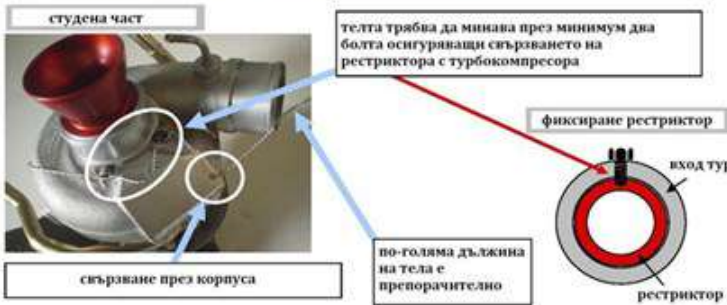 студена част
телта трябва да минава през минимум два
болта осигуряващи свързването на
рестриктора с турбокомпресора
фиксиране рестриктор
вход тур
свързване през корпуса
по-голяма дължина
на тела е
препоръчително
рестриктор